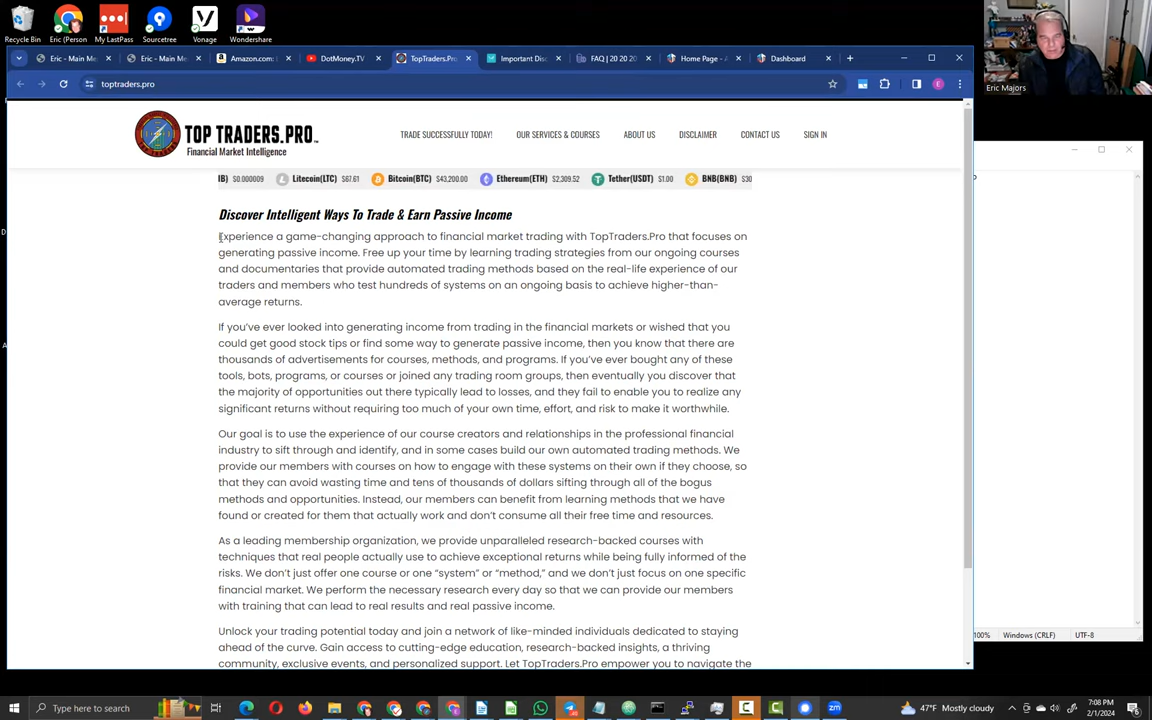 Recycle Bin
Eric (Person
My LastPass
Sourcetree
Vonage
Wondershare
Eric - Main Me
Eric - Main Me
Amazon.com:
DotMoney.TV
TopTraders.Pro
Important Disc
FAQ | 20 20 20
Home Page - A
Dashboard
Eric Majors
toptraders.pro
TOP TRADERS.PRO
Financial Market Intelligence
TRADE SUCCESSFULLY TODAY!
OUR SERVICES & COURSES
ABOUT US
DISCLAIMER
CONTACT US
SIGN IN
IB) $0.000009 Litecoin(LTC) $67.61 Bitcoin(BTC) $43,200.00 Ethereum(ETH) $2,309.52 Tether(USDT) $1.00 BNB(BNB) $30
Discover Intelligent Ways To Trade & Earn Passive Income
Experience a game-changing approach to financial market trading with TopTraders.Pro that focuses on
generating passive income. Free up your time by learning trading strategies from our ongoing courses
and documentaries that provide automated trading methods based on the real-life experience of our
traders and members who test hundreds of systems on an ongoing basis to achieve higher-than-
average returns.
If you've ever looked into generating income from trading in the financial markets or wished that you
could get good stock tips or find some way to generate passive income, then you know that there are
thousands of advertisements for courses, methods, and programs. If you've ever bought any of these
tools, bots, programs, or courses or joined any trading room groups, then eventually you discover that
the majority of opportunities out there typically lead to losses, and they fail to enable you to realize any
significant returns without requiring too much of your own time, effort, and risk to make it worthwhile.
Our goal is to use the experience of our course creators and relationships in the professional financial
industry to sift through and identify, and in some cases build our own automated trading methods. We
provide our members with courses on how to engage with these systems on their own if they choose, so
that they can avoid wasting time and tens of thousands of dollars sifting through all of the bogus
methods and opportunities. Instead, our members can benefit from learning methods that we have
found or created for them that actually work and don't consume all their free time and resources.
As a leading membership organization, we provide unparalleled research-backed courses with
techniques that real people actually use to achieve exceptional returns while being fully informed of the
risks. We don't just offer one course or one “system” or “method,” and we don't just focus on one specific
financial market. We perform the necessary research every day so that we can provide our members
with training that can lead to real results and real passive income.
Unlock your trading potential today and join a network of like-minded individuals dedicated to staying
ahead of the curve. Gain access to cutting-edge education, research-backed insights, a thriving
community, exclusive events, and personalized support. Let TopTraders.Pro empower you to navigate the
100% Windows (CRLF) UTF-8
Type here to search
47°F Mostly cloudy
7:08 PM
2/1/2024